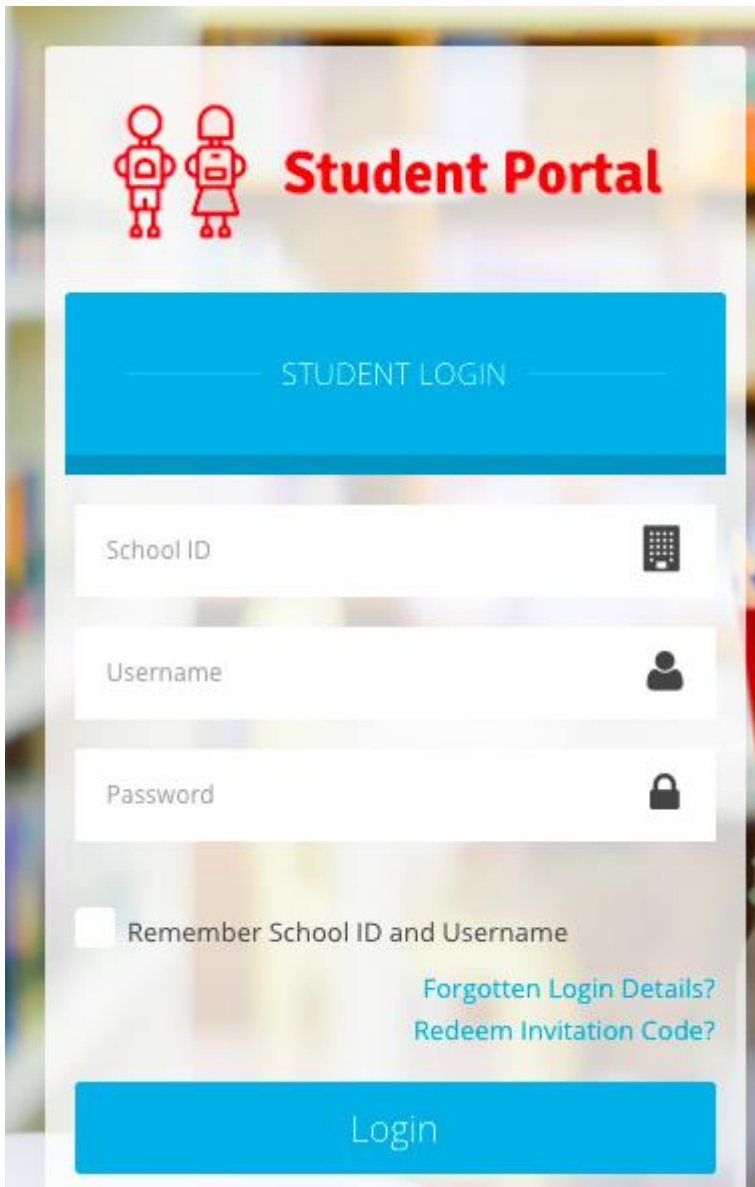 Student Portal
STUDENT LOGIN
School ID
Username
Password
Remember School ID and Username
Forgotten Login Details?
Redeem Invitation Code?
Login